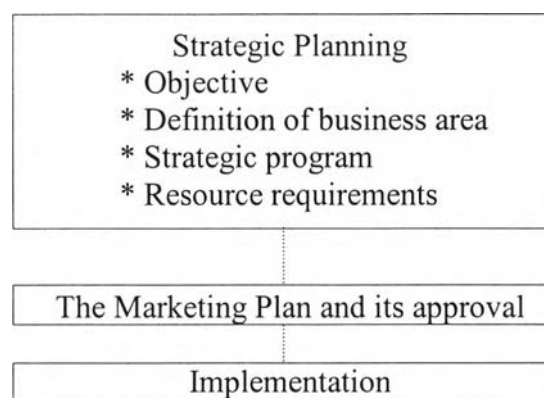 Strategic Planning
* Objective
* Definition of business area
* Strategic program
* Resource requirements
The Marketing Plan and its approval
Implementation